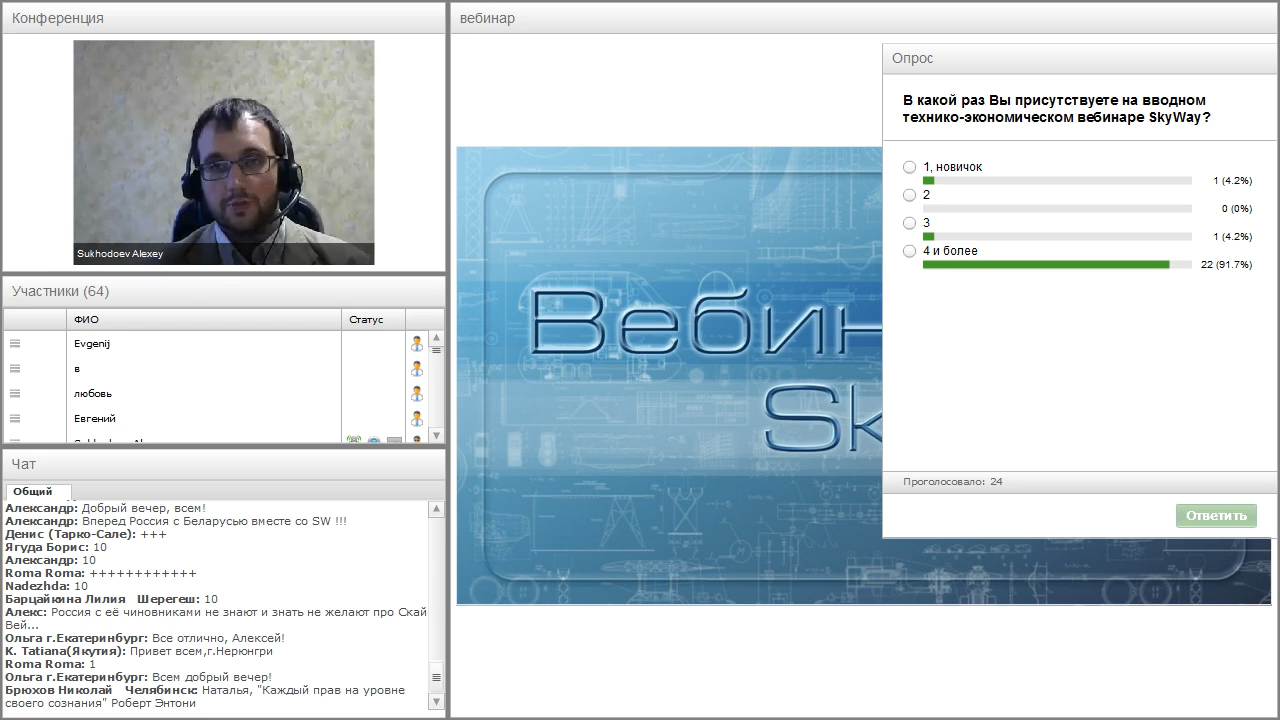 Конференция
Sukhodoev Alexey
Участники (64)
ФИО
Статус
Evgenij
в
любовь
Евгений
Чат
Общий
Александр: Добрый вечер, всем!
Александр: Вперед Россия с Беларусью вместе со SW !!!
Денис (Тарко-Сале): +++
Ягуда Борис: 10
Александр: 10
Roma Roma: ++++++++++++
Nadezhda: 10
Барцайкина Лилия Шерегеш: 10
Алекс: Россия с её чиновниками не знают и знать не желают про Скай
Вей...
Ольга г.Екатеринбург: Все отлично, Алексей!
K. Tatiana(Якутия): Привет всем,г.Нерюнгри
Roma Roma: 1
Ольга г.Екатеринбург: Всем добрый вечер!
Брюхов Николай Челябинск: Наталья, "Каждый прав на уровне
своего сознания" Роберт Энтони
вебинар
Вебин
Sk
Опрос
В какой раз Вы присутствуете на вводном
технико-экономическом вебинаре SkyWay?
1, новичок
1 (4.2%)
2
0 (0%)
3
1 (4.2%)
4 и более
22 (91.7%)
Проголосовало: 24
Ответить